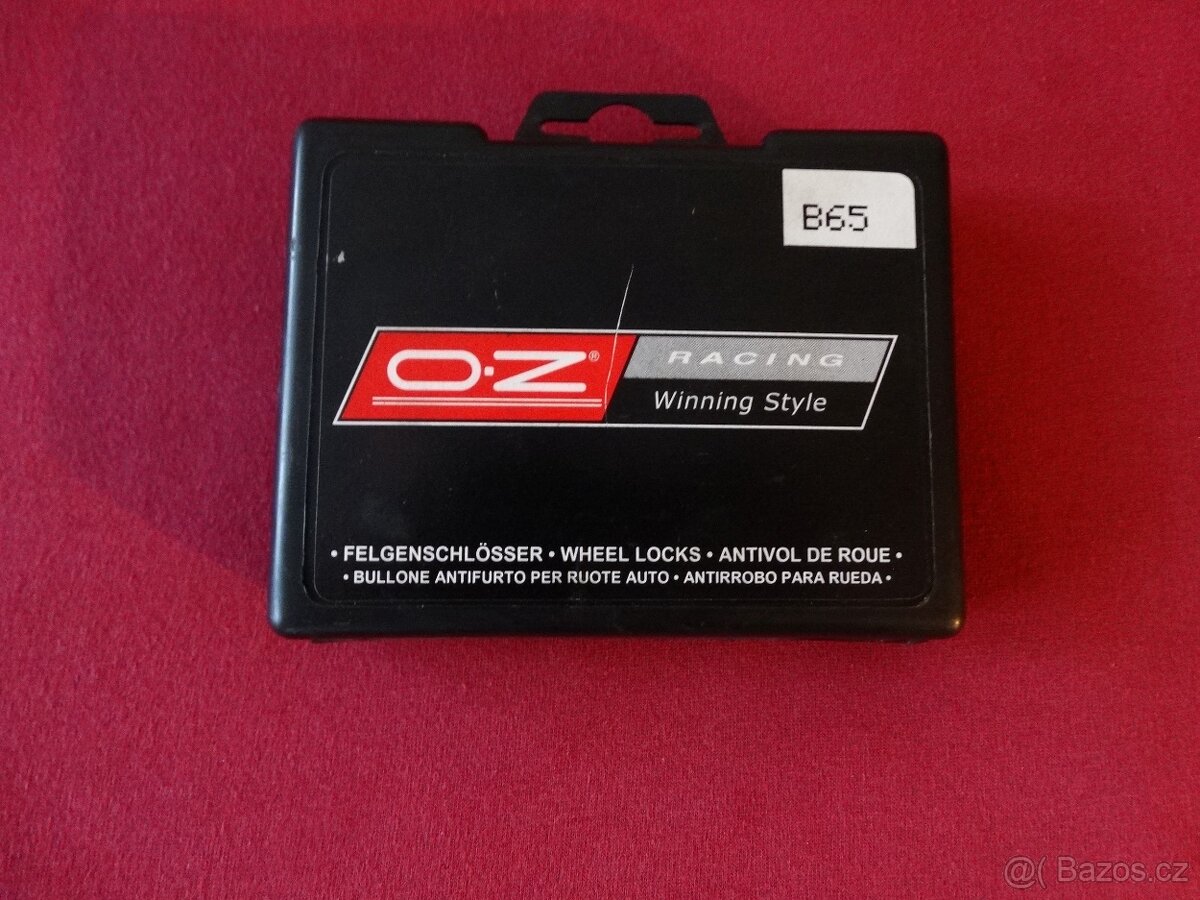 B65
O·Z®
RACING
Winning Style
• FELGENSCHLÖSSER • WHEEL LOCKS • ANTIVOL DE ROUE •
• BULLONE ANTIFURTO PER RUOTE AUTO • ANTIRROBO PARA RUEDA •
@( Bazos.cz